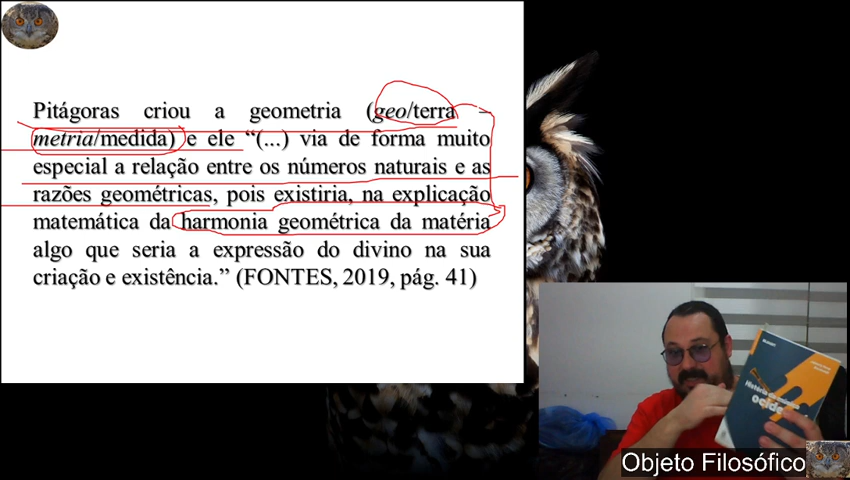 Pitágoras criou a geometria (geo/terra –
metria/medida) e ele “(...) via de forma muito
especial a relação entre os números naturais e as
razões geométricas, pois existiria, na explicação
matemática da harmonia geométrica da matéria
algo que seria a expressão do divino na sua
criação e existência.” (FONTES, 2019, pág. 41)
História
Objeto Filosófico